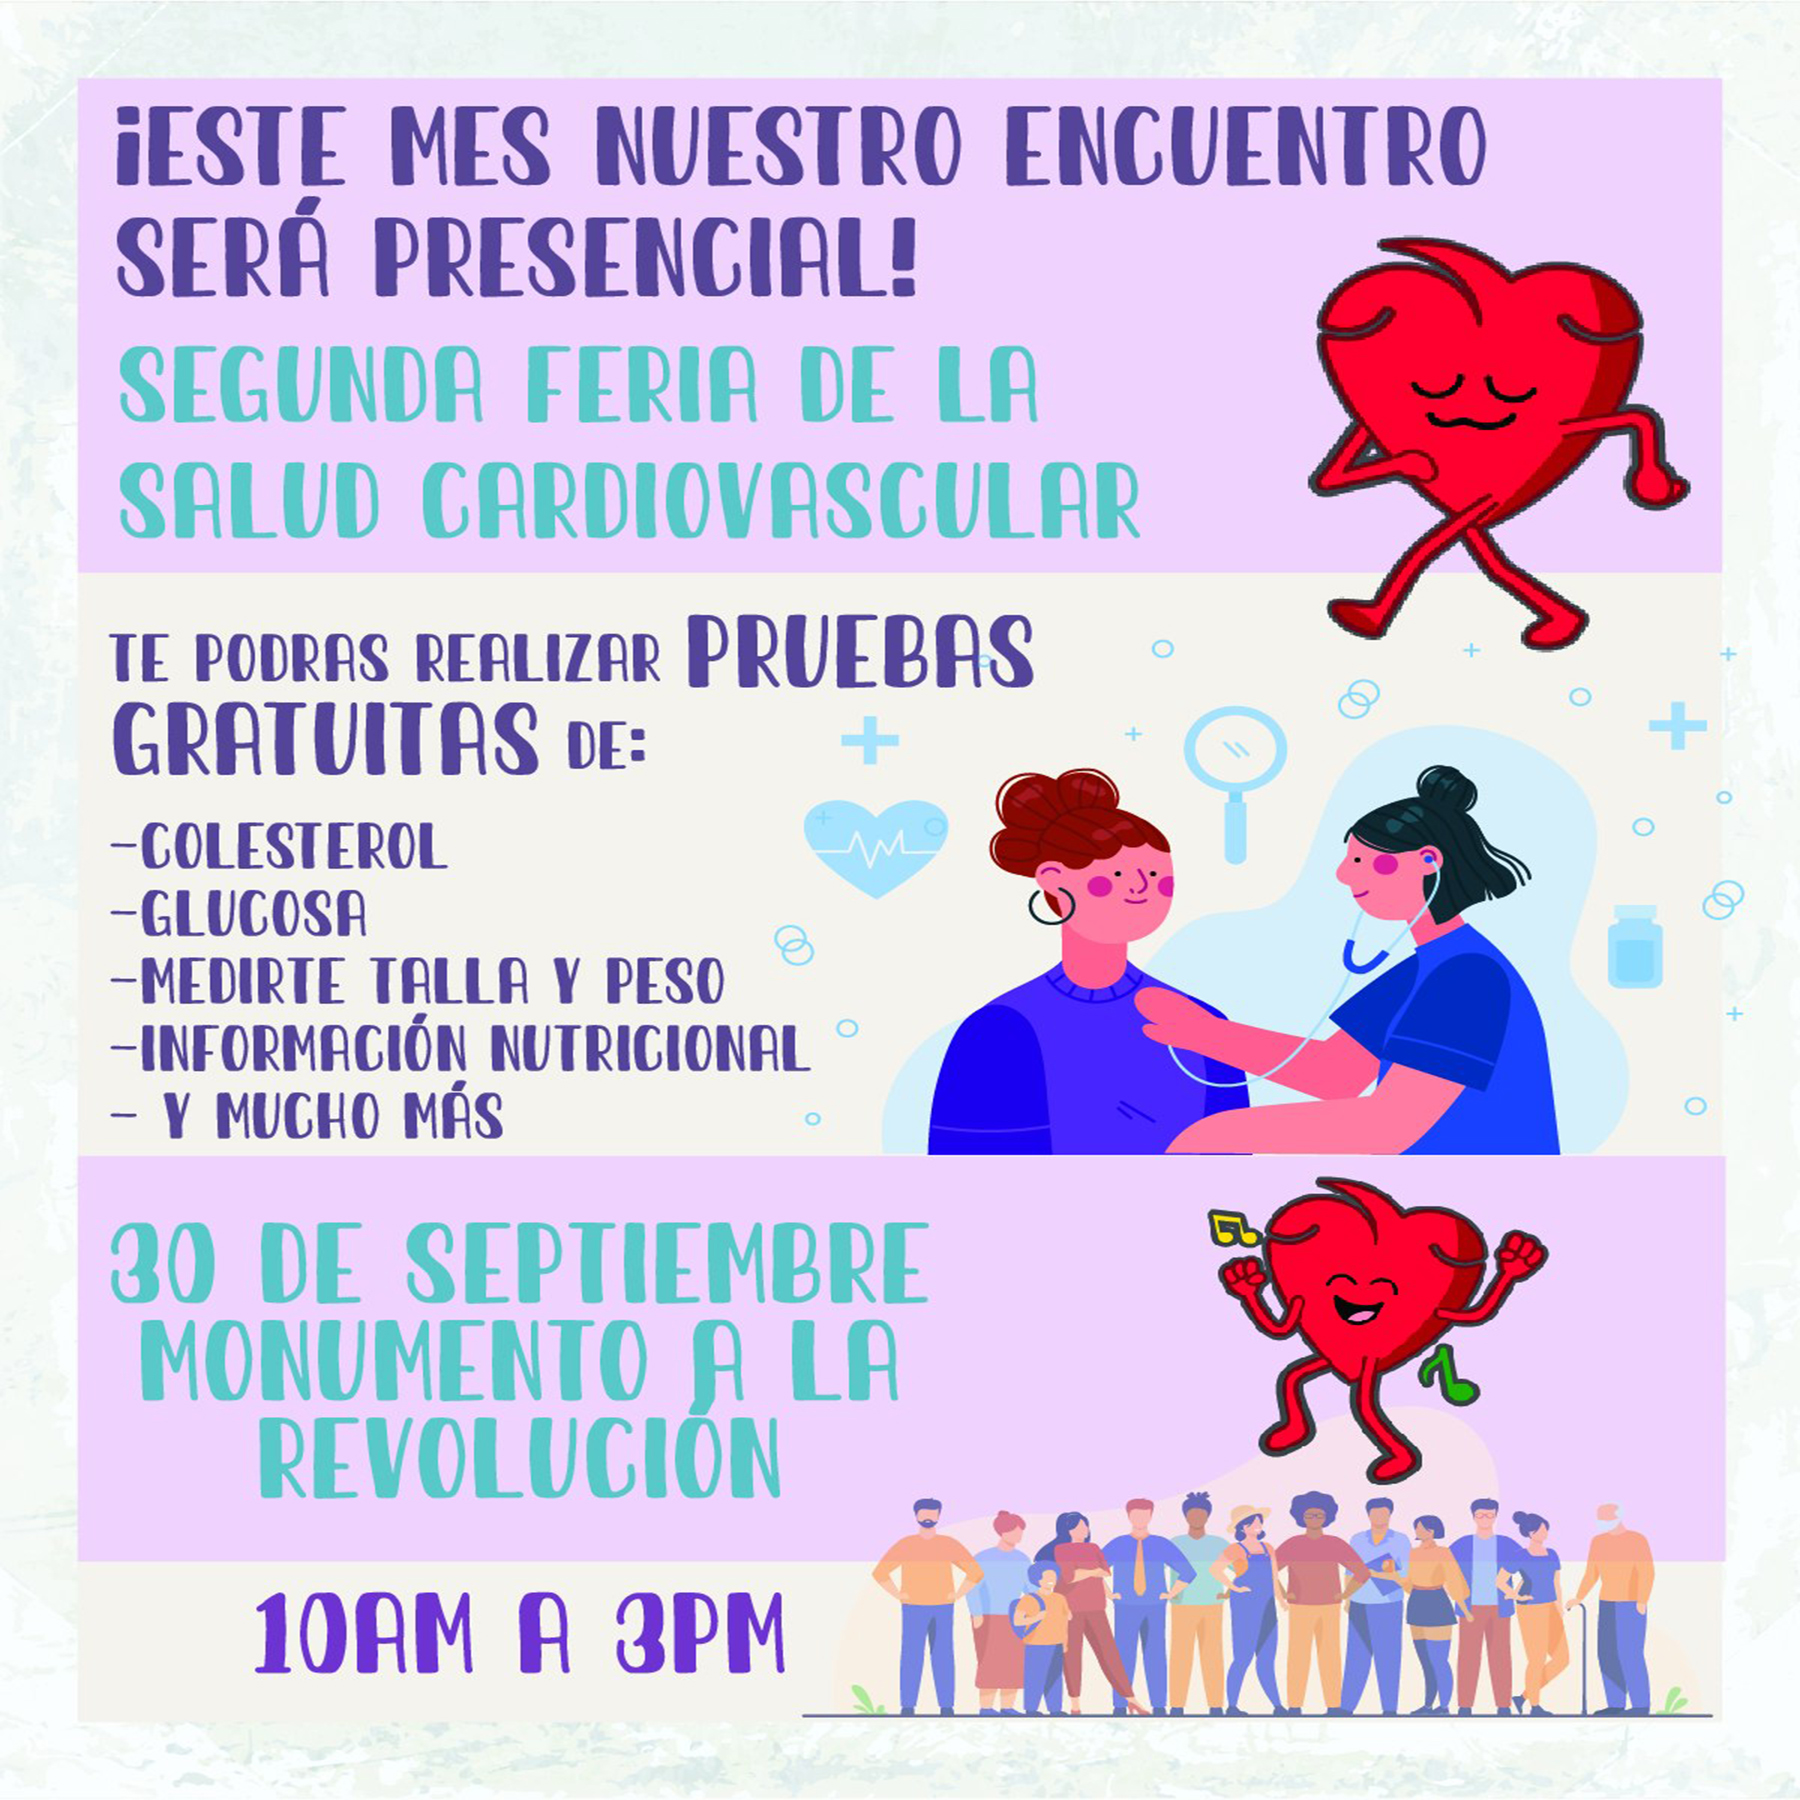 ¡ESTE MES NUESTRO ENCUENTRO
SERÁ PRESENCIAL!
SEGUNDA FERIA DE LA
SALUD CARDIOVASCULAR
TE PODRAS REALIZAR PRUEBAS
GRATUITAS DE:
-COLESTEROL
-GLUCOSA
-MEDIRTE TALLA Y PESO
-INFORMACIÓN NUTRICIONAL
- Y MUCHO MÁS
30 DE SEPTIEMBRE
MONUMENTO A LA
REVOLUCIÓN
10AM A 3PM